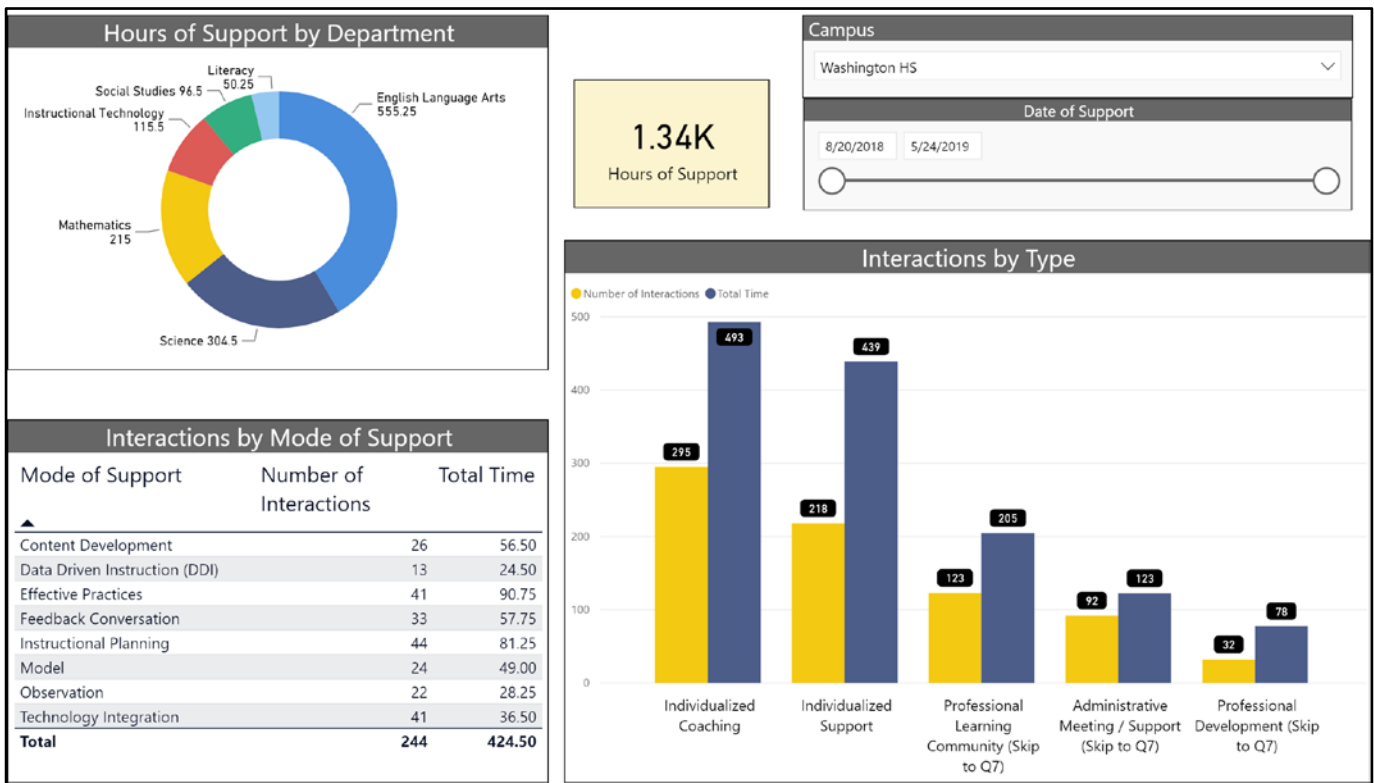 Hours of Support by Department
Literacy
50.25
Social Studies 96.5
English Language Arts
555.25
Instructional Technology
115.5
Mathematics
215
Science 304.5
1.34K
Hours of Support
Campus
Washington HS
Date of Support
8/20/2018 5/24/2019
Interactions by Mode of Support
Mode of Support Number of Total Time
Interactions
Content Development 26 56.50
Data Driven Instruction (DDI) 13 24.50
Effective Practices 41 90.75
Feedback Conversation 33 57.75
Instructional Planning 44 81.25
Model 24 49.00
Observation 22 28.25
Technology Integration 41 36.50
Total 244 424.50
Interactions by Type
Number of Interactions Total Time
500
400
300
200
100
0
493
439
295
218
205
123
92
123
32
78
Individualized
Coaching
Individualized
Support
Professional
Learning
Community (Skip
to Q7)
Administrative
Meeting / Support
(Skip to Q7)
Professional
Development (Skip
to Q7)